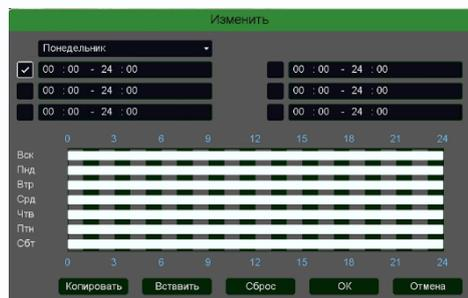 Изменить
Понедельник
00 : 00 - 24 : 00 00 : 00 - 24 : 00
00 : 00 - 24 : 00 00 : 00 - 24 : 00
00 : 00 - 24 : 00 00 : 00 - 24 : 00
0 3 6 9 12 15 18 21 24
Вск
Пнд
Втр
Срд
Чтв
Птн
Сбт
0 3 6 9 12 15 18 21 24
Копировать Вставить Сброс ОК Отмена